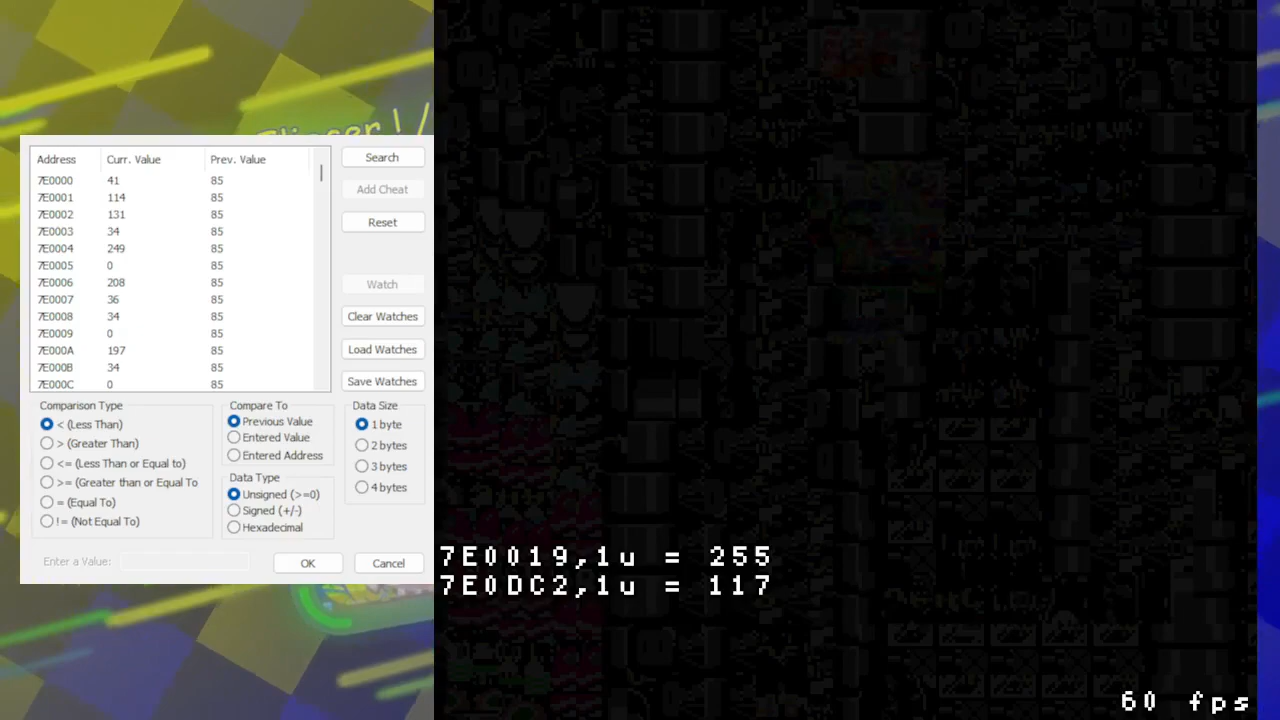 Address Curr. Value Prev. Value
7E0000 41 85
7E0001 114 85
7E0002 131 85
7E0003 34 85
7E0004 249 85
7E0005 0 85
7E0006 208 85
7E0007 36 85
7E0008 34 85
7E0009 0 85
7E000A 197 85
7E000B 34 85
7E000C 0 85
Search
Add Cheat
Reset
Watch
Clear Watches
Load Watches
Save Watches
Comparison Type
< (Less Than)
> (Greater Than)
<= (Less Than or Equal to)
>= (Greater than or Equal To
= (Equal To)
!= (Not Equal To)
Compare To
Previous Value
Entered Value
Entered Address
Data Type
Unsigned (>=0)
Signed (+/-)
Hexadecimal
Data Size
1 byte
2 bytes
3 bytes
4 bytes
Enter a Value:
OK
Cancel
7E0019,1u = 255
7E0DC2,1u = 117
60 fps